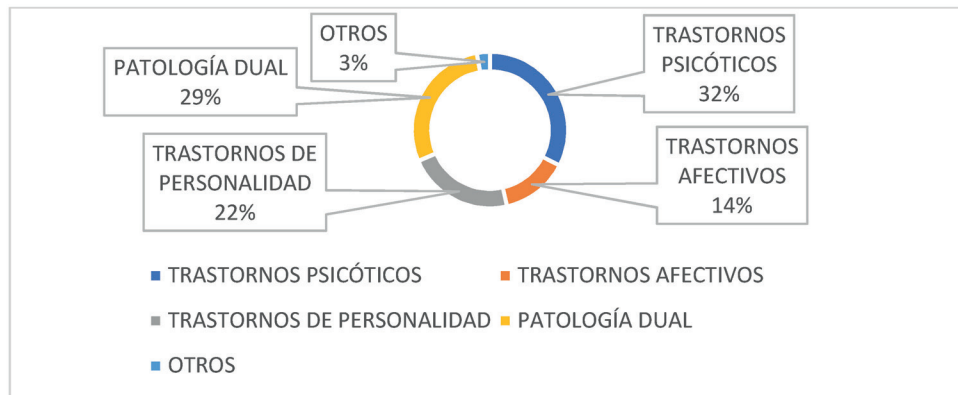 OTROS
3%
TRASTORNOS
PSICÓTICOS
32%
PATOLOGÍA DUAL
29%
TRASTORNOS DE
PERSONALIDAD
22%
TRASTORNOS
AFECTIVOS
14%
TRASTORNOS PSICÓTICOS
TRASTORNOS AFECTIVOS
TRASTORNOS DE PERSONALIDAD
PATOLOGÍA DUAL
OTROS